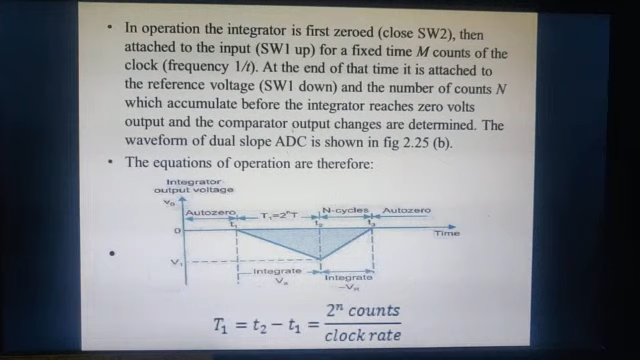 • In operation the integrator is first zeroed (close SW2), then
attached to the input (SW1 up) for a fixed time M counts of the
clock (frequency 1/t). At the end of that time it is attached to
the reference voltage (SW1 down) and the number of counts N
which accumulate before the integrator reaches zero volts
output and the comparator output changes are determined. The
waveform of dual slope ADC is shown in fig 2.25 (b).
• The equations of operation are therefore:
Integrator
output voltage
V₀
Autozero T₁=2ⁿT N-cycles Autozero
t₁ t₂ t₃
0
Time
V₁
Integrate
Integrate
T₁ = t₂ − t₁ = 2ⁿ counts
clock rate